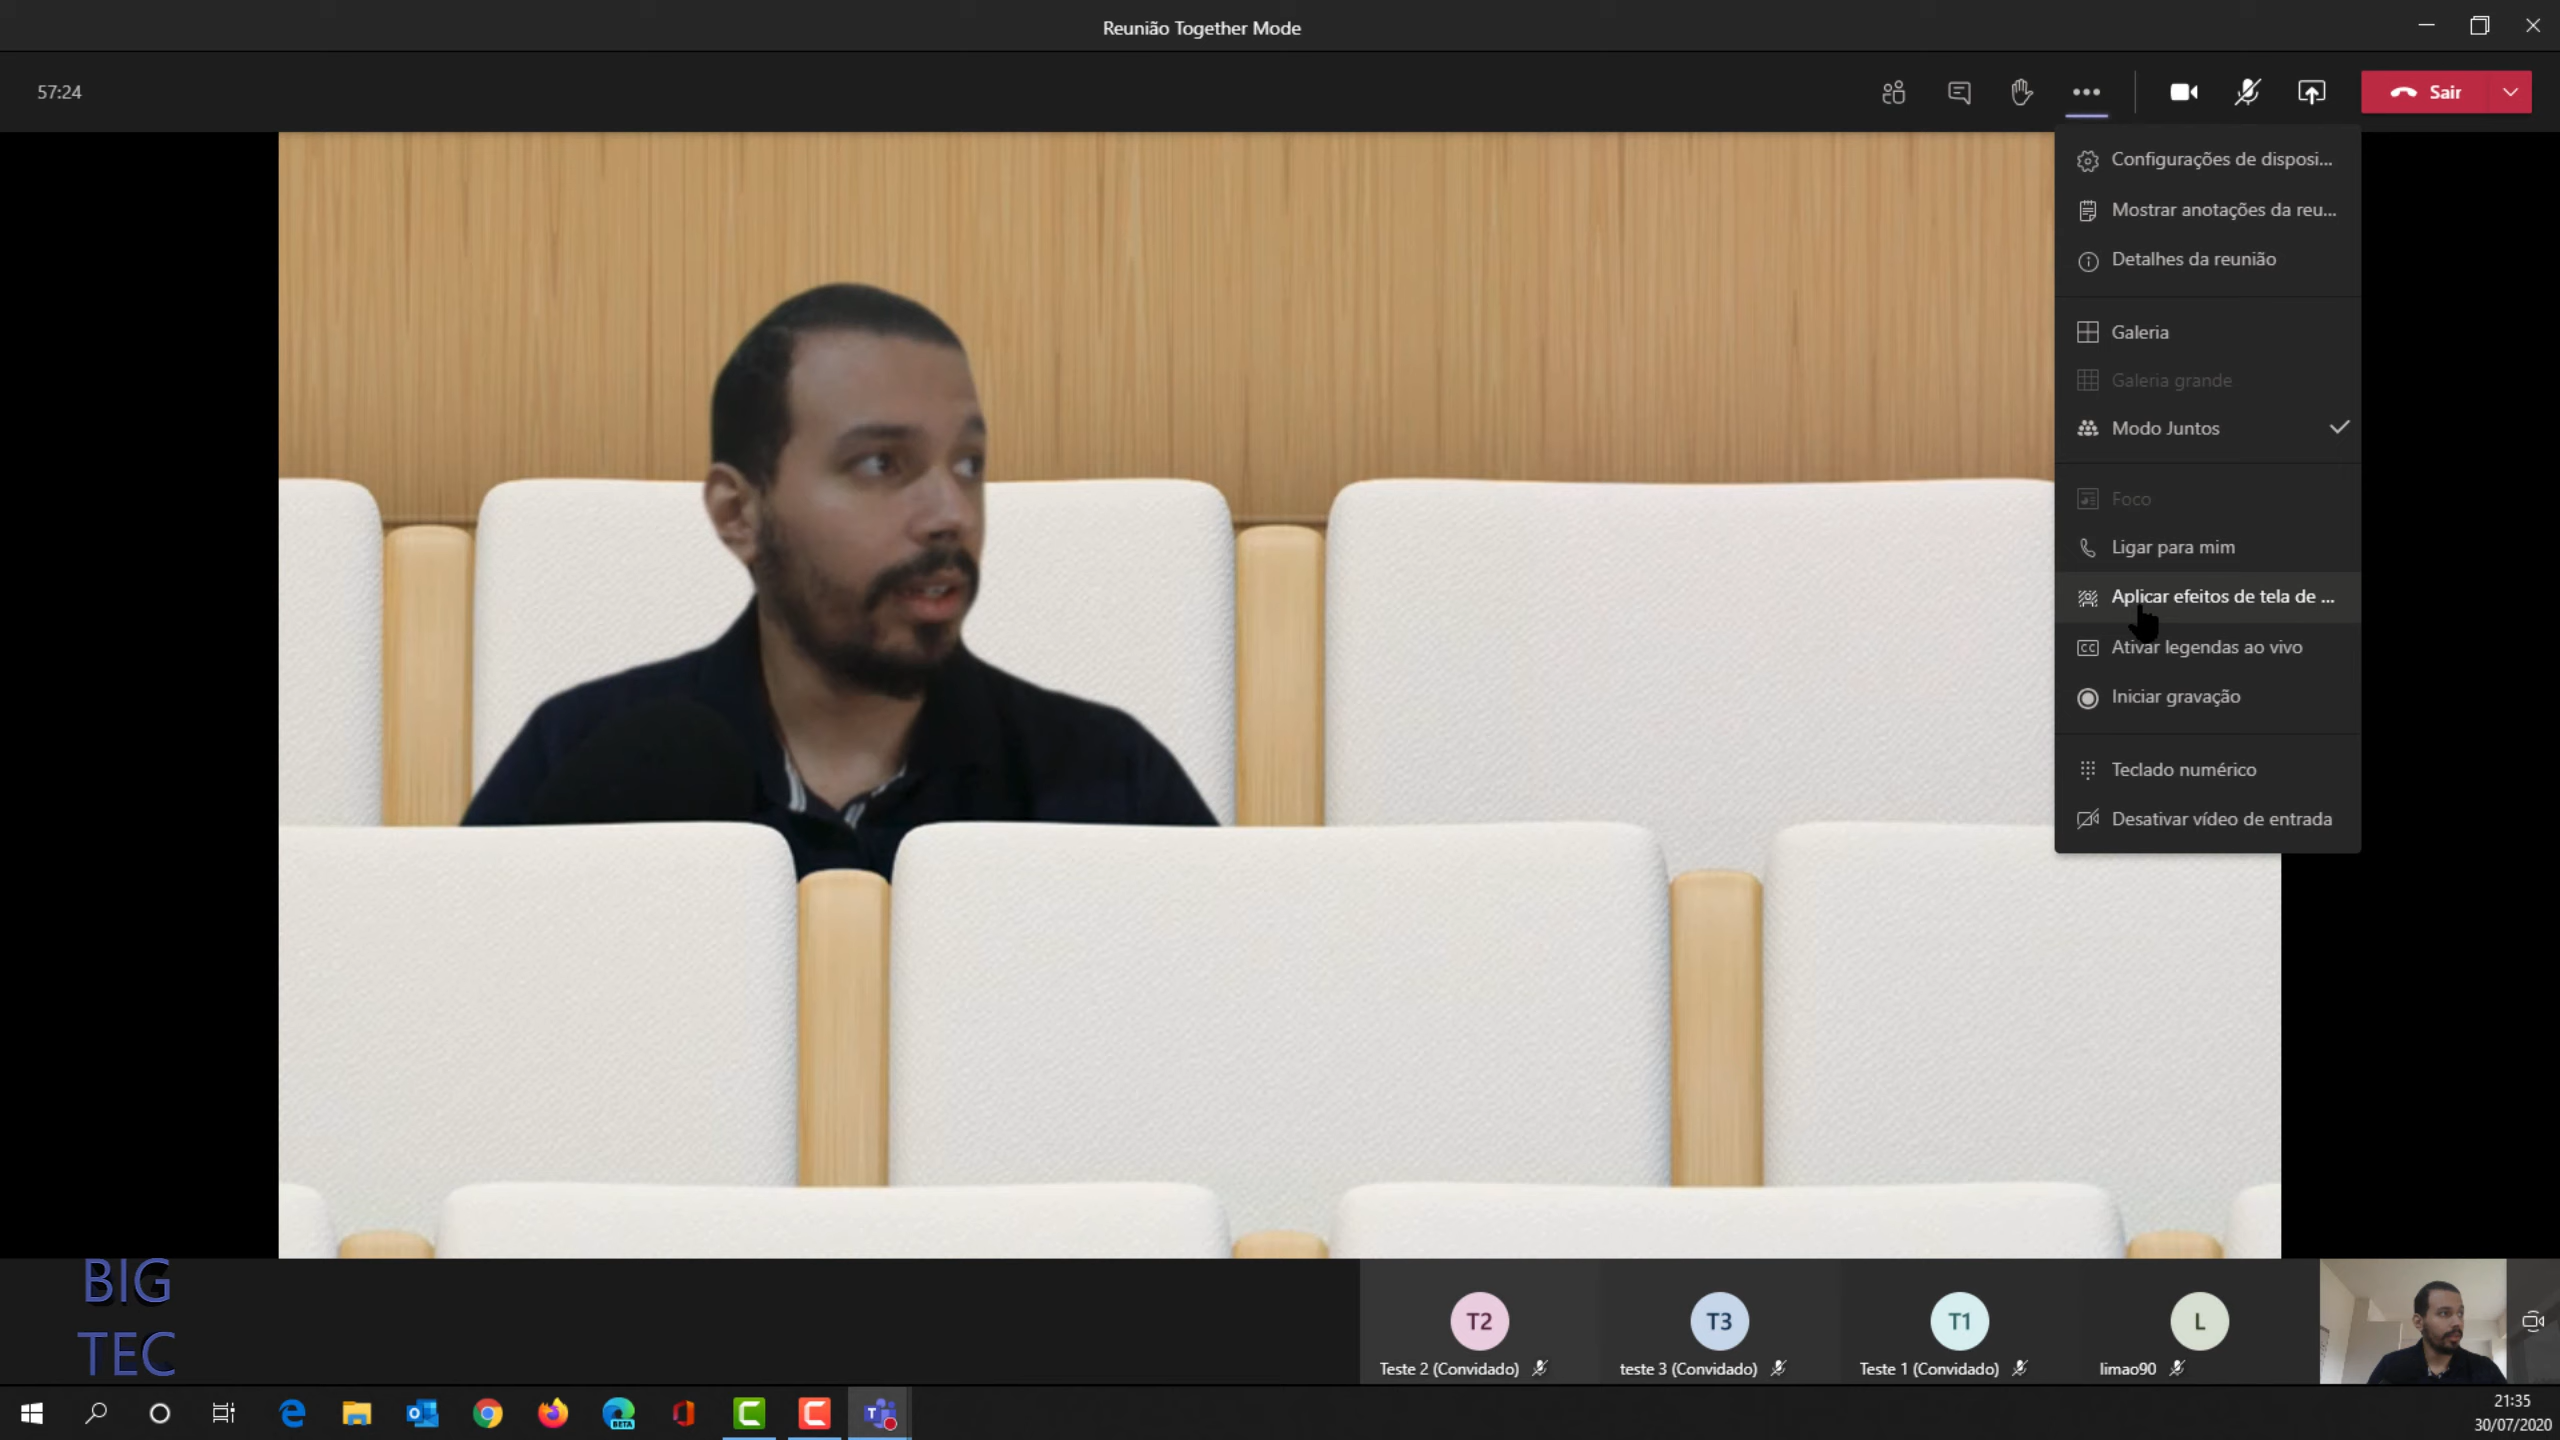 Reunião Together Mode
57:24
Sair
Configurações de disposi...
Mostrar anotações da reu...
Detalhes da reunião
Galeria
Galeria grande
Modo Juntos
Foco
Ligar para mim
Aplicar efeitos de tela de ...
CC Ativar legendas ao vivo
Iniciar gravação
Teclado numérico
Desativar vídeo de entrada
BIG
TEC
T2
Teste 2 (Convidado)
T3
teste 3 (Convidado)
T1
Teste 1 (Convidado)
L
limao90
BETA
21:35
30/07/2020